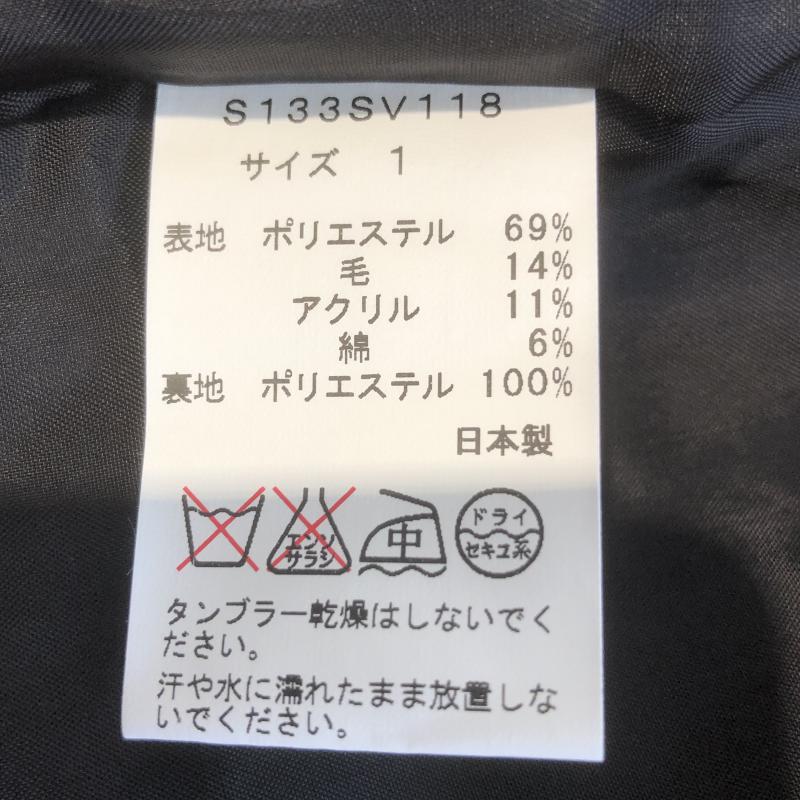 S133SV118
サイズ 1
表地 ポリエステル 69%
毛 14%
アクリル 11%
綿 6%
裏地 ポリエステル 100%
日本製
エンソサラシ
中
ドライ
セキユ系
タンブラー乾燥はしないでく
ださい。
汗や水に濡れたまま放置しな
いでください。